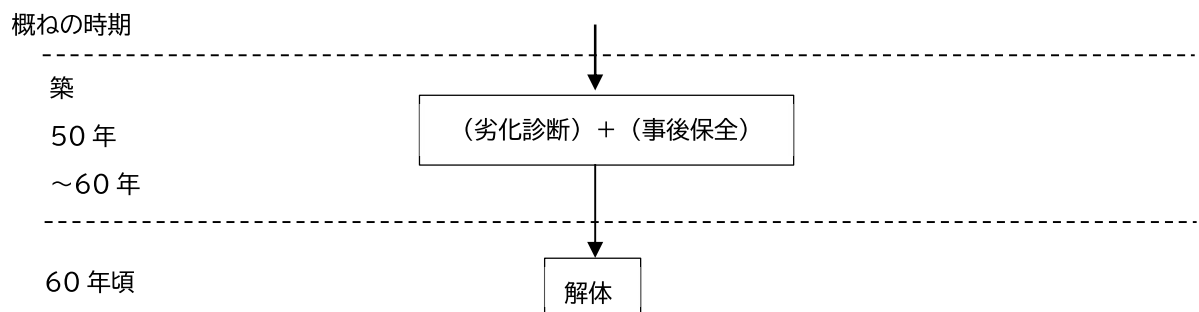 概ねの時期
築
50 年
～60 年
（劣化診断）＋（事後保全）
60 年頃
解体